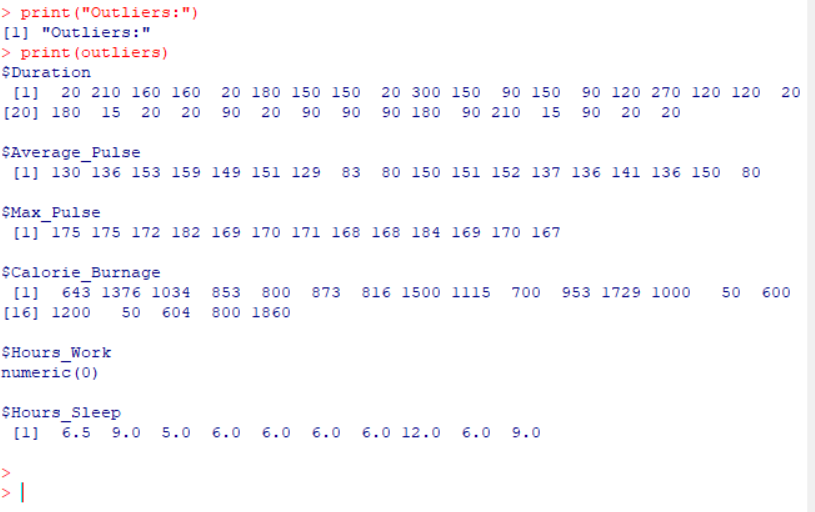 > print("Outliers:")
[1] "Outliers:"
> print(outliers)
$Duration
 [1]  20 210 160 160  20 180 150 150  20 300 150  90 150  90 120 270 120 120  20
[20] 180  15  20  20  90  20  90  90  90 180  90 210  15  90  20  20
$Average_Pulse
 [1] 130 136 153 159 149 151 129  83  80 150 151 152 137 136 141 136 150  80
$Max_Pulse
 [1] 175 175 172 182 169 170 171 168 168 184 169 170 167
$Calorie_Burnage
 [1]  643 1376 1034  853  800  873  816 1500 1115  700  953 1729 1000   50  600
[16] 1200   50  604  800 1860
$Hours_Work
numeric(0)
$Hours_Sleep
 [1]  6.5  9.0  5.0  6.0  6.0  6.0  6.0 12.0  6.0  9.0
>
>